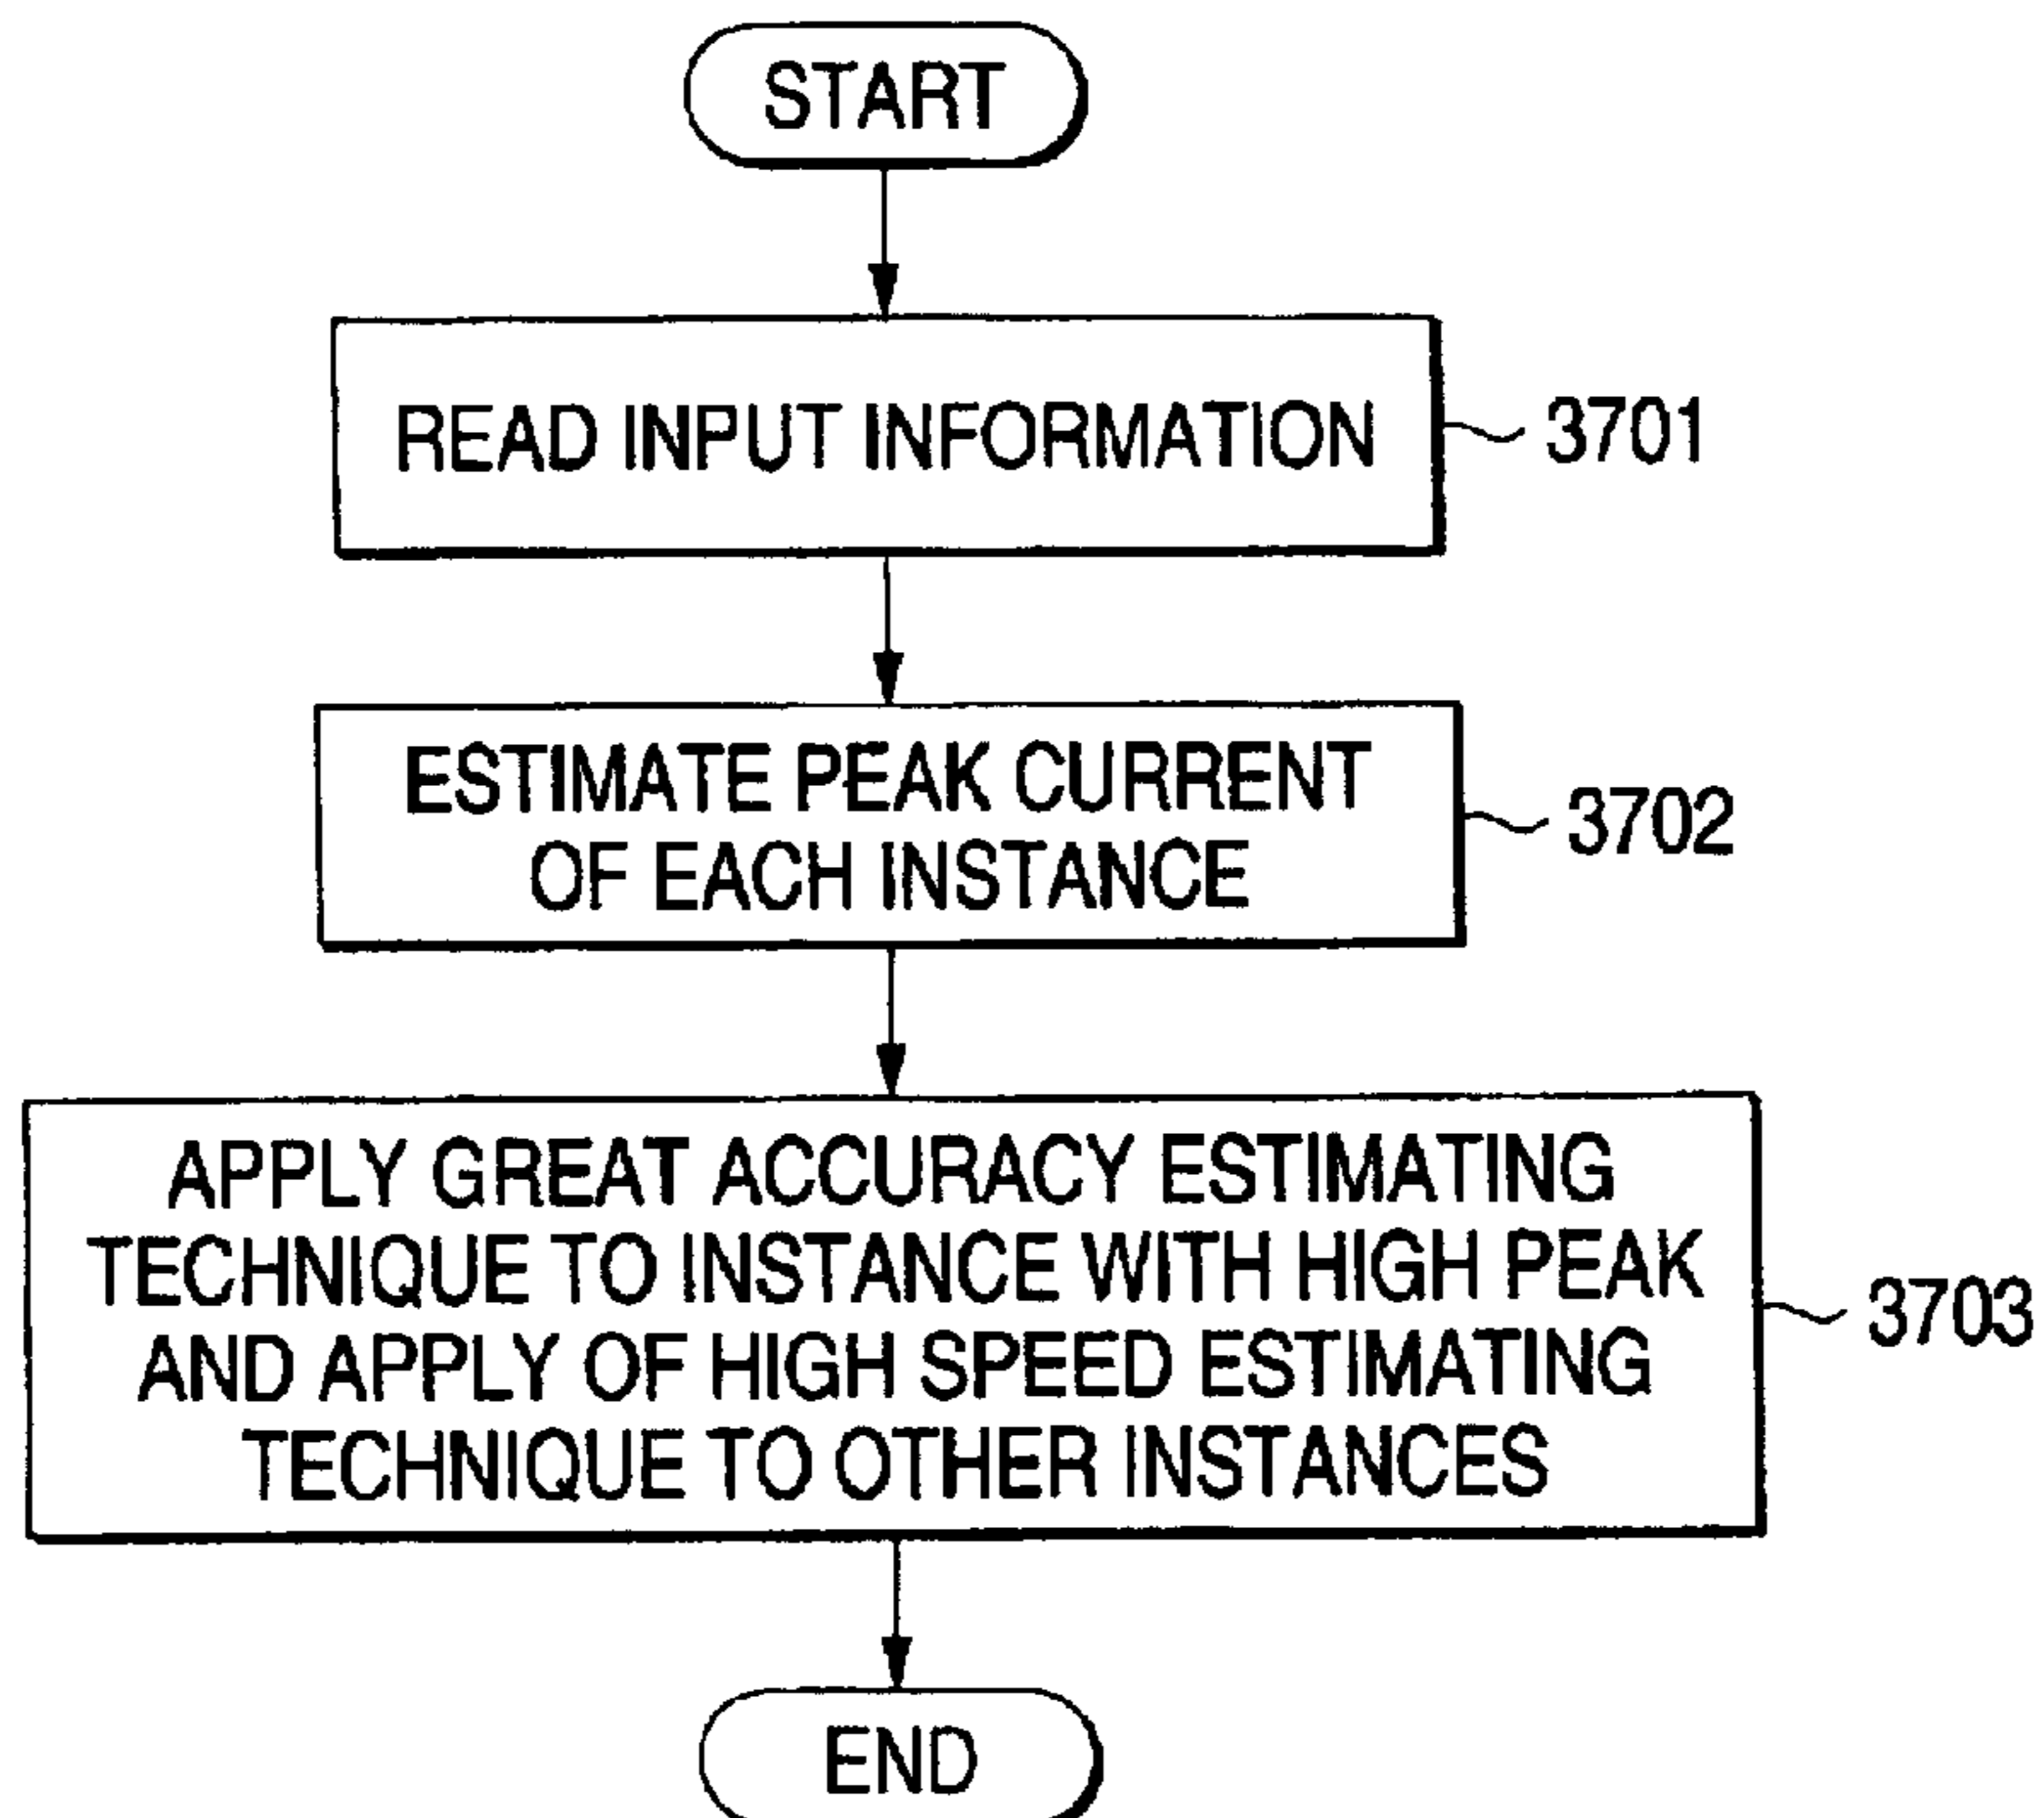 START
READ INPUT INFORMATION
3701
ESTIMATE PEAK CURRENT
OF EACH INSTANCE
3702
APPLY GREAT ACCURACY ESTIMATING
TECHNIQUE TO INSTANCE WITH HIGH PEAK
AND APPLY OF HIGH SPEED ESTIMATING
TECHNIQUE TO OTHER INSTANCES
3703
END